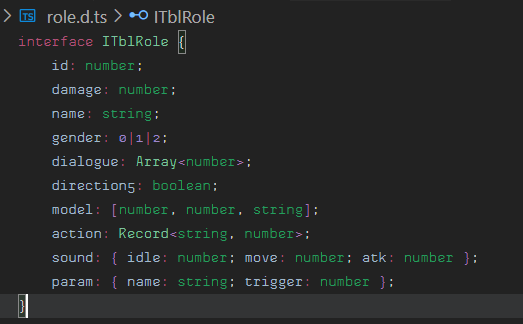 > TS role.d.ts > ITblRole
interface ITblRole {
id: number;
damage: number;
name: string;
gender: 0|1|2;
dialogue: Array<number>;
directions: boolean;
model: [number, number, string];
action: Record<string, number>;
sound: { idle: number; move: number; atk: number };
param: { name: string; trigger: number };
}